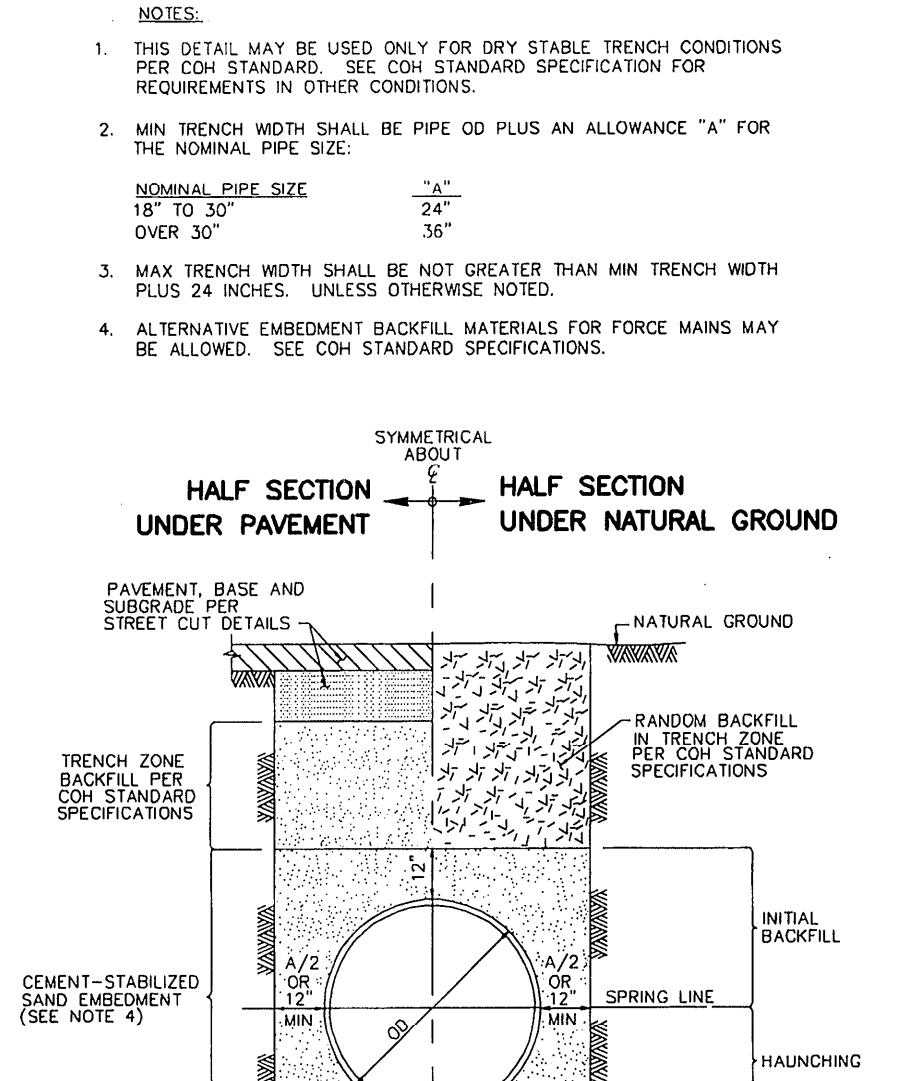 NOTES:
1. THIS DETAIL MAY BE USED ONLY FOR DRY STABLE TRENCH CONDITIONS
PER COH STANDARD. SEE COH STANDARD SPECIFICATION FOR
REQUIREMENTS IN OTHER CONDITIONS.
2. MIN TRENCH WIDTH SHALL BE PIPE OD PLUS AN ALLOWANCE "A" FOR
THE NOMINAL PIPE SIZE:
NOMINAL PIPE SIZE "A"
18" TO 30" 24"
OVER 30" 36"
3. MAX TRENCH WIDTH SHALL BE NOT GREATER THAN MIN TRENCH WIDTH
PLUS 24 INCHES. UNLESS OTHERWISE NOTED.
4. ALTERNATIVE EMBEDMENT BACKFILL MATERIALS FOR FORCE MAINS MAY
BE ALLOWED. SEE COH STANDARD SPECIFICATIONS.
SYMMETRICAL
ABOUT
℄
HALF SECTION
UNDER PAVEMENT
HALF SECTION
UNDER NATURAL GROUND
PAVEMENT, BASE AND
SUBGRADE PER
STREET CUT DETAILS
NATURAL GROUND
RANDOM BACKFILL
IN TRENCH ZONE
PER COH STANDARD
SPECIFICATIONS
TRENCH ZONE
BACKFILL PER
COH STANDARD
SPECIFICATIONS
12"
INITIAL
BACKFILL
CEMENT-STABILIZED
SAND EMBEDMENT
(SEE NOTE 4)
A/2
OR
12"
MIN
OD
A/2
OR
12"
MIN
SPRING LINE
HAUNCHING